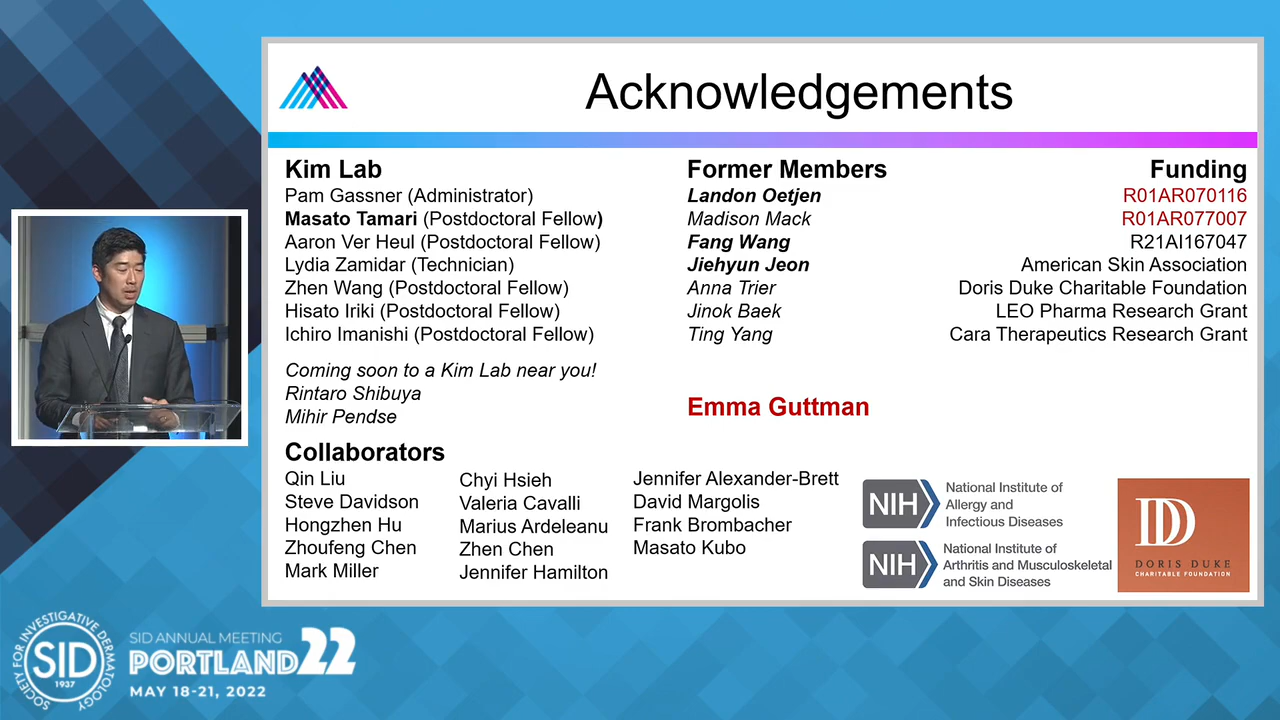 Acknowledgements
Kim Lab
Pam Gassner (Administrator)
Masato Tamari (Postdoctoral Fellow)
Aaron Ver Heul (Postdoctoral Fellow)
Lydia Zamidar (Technician)
Zhen Wang (Postdoctoral Fellow)
Hisato Iriki (Postdoctoral Fellow)
Ichiro Imanishi (Postdoctoral Fellow)
Coming soon to a Kim Lab near you!
Rintaro Shibuya
Mihir Pendse
Former Members
Landon Oetjen
Madison Mack
Fang Wang
Jiehyun Jeon
Anna Trier
Jinok Baek
Ting Yang
Emma Guttman
Funding
R01AR070116
R01AR077007
R21AI167047
American Skin Association
Doris Duke Charitable Foundation
LEO Pharma Research Grant
Cara Therapeutics Research Grant
Collaborators
Qin Liu
Steve Davidson
Hongzhen Hu
Zhoufeng Chen
Mark Miller
Chyi Hsieh
Valeria Cavalli
Marius Ardeleanu
Zhen Chen
Jennifer Hamilton
Jennifer Alexander-Brett
David Margolis
Frank Brombacher
Masato Kubo
NIH
National Institute of
Allergy and
Infectious Diseases
NIH
National Institute of
Arthritis and Musculoskeletal
and Skin Diseases
DD
DORIS DUKE
CHARITABLE FOUNDATION
SOCIETY FOR INVESTIGATIVE DERMATOLOGY
SID
1937
SID ANNUAL MEETING
PORTLAND22
MAY 18-21, 2022